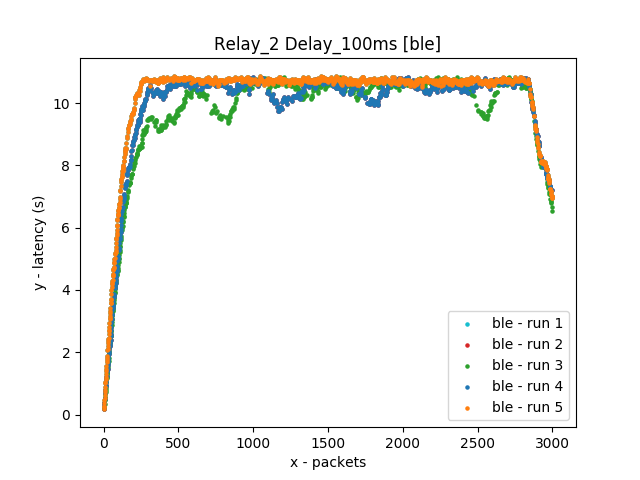 Relay_2 Delay_100ms [ble]
y - latency (s)
10
8
6
4
2
0
0 500 1000 1500 2000 2500 3000
x - packets
ble - run 1
ble - run 2
ble - run 3
ble - run 4
ble - run 5